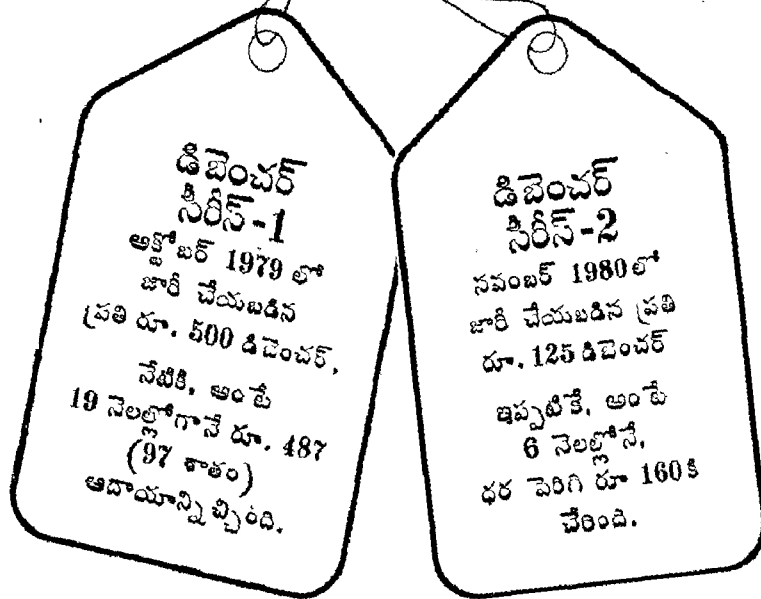 డిబెంచర్
సిరీస్-1
అక్టోబర్ 1979 లో
జారీ చేయబడిన
ప్రతి రూ. 500 డిబెంచర్,
నేటికి, అంటే
19 నెలల్లోగానే రూ. 487
(97 శాతం)
ఆదాయాన్నిచ్చింది.
డిబెంచర్
సిరీస్-2
నవంబర్ 1980లో
జారీ చేయబడిన ప్రతి
రూ. 125 డిబెంచర్
ఇప్పటికే, అంటే
6 నెలల్లోనే,
ధర పెరిగి రూ 160కి
చేరింది.